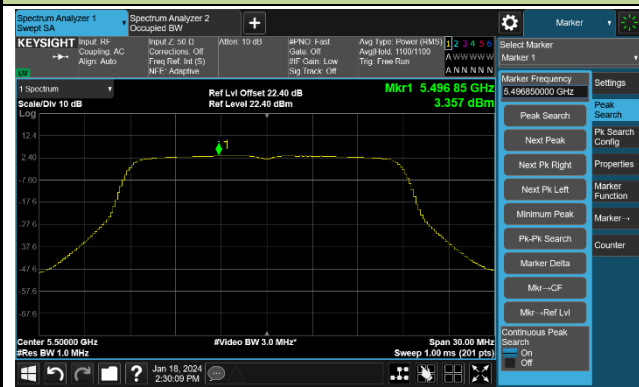 Spectrum Analyzer 1
Swept SA
Spectrum Analyzer 2
Occupied BW
Marker
KEYSIGHT
Input: RF
Coupling: AC
Align: Auto
Input Z: 50 Ω
Corrections: Off
Freq Ref: Int (S)
NFE: Adaptive
Atten: 10 dB
#PNO: Fast
Gate: Off
#IF Gain: Low
Sig Track: Off
Avg Type: Power (RMS)
Avg|Hold: 1100/1100
Trig: Free Run
1 2 3 4 5 6
A W W W W W
A N N N N N
LXI
Select Marker
Marker 1
1 Spectrum
Scale/Div 10 dB
Log
Ref Lvl Offset 22.40 dB
Ref Level 22.40 dBm
Mkr1 5.496 85 GHz
3.357 dBm
12.4
2.40
-7.60
-17.6
-27.6
-37.6
-47.6
-57.6
-67.6
1
Center 5.50000 GHz
#Res BW 1.0 MHz
#Video BW 3.0 MHz*
Span 30.00 MHz
Sweep 1.00 ms (201 pts)
Marker Frequency
5.496850000 GHz
Peak Search
Next Peak
Next Pk Right
Next Pk Left
Minimum Peak
Pk-Pk Search
Marker Delta
Mkr→CF
Mkr→Ref Lvl
Continuous Peak
Search
On
Off
Settings
Peak
Search
Pk Search
Config
Properties
Marker
Function
Marker→
Counter
Jan 18, 2024
2:30:09 PM